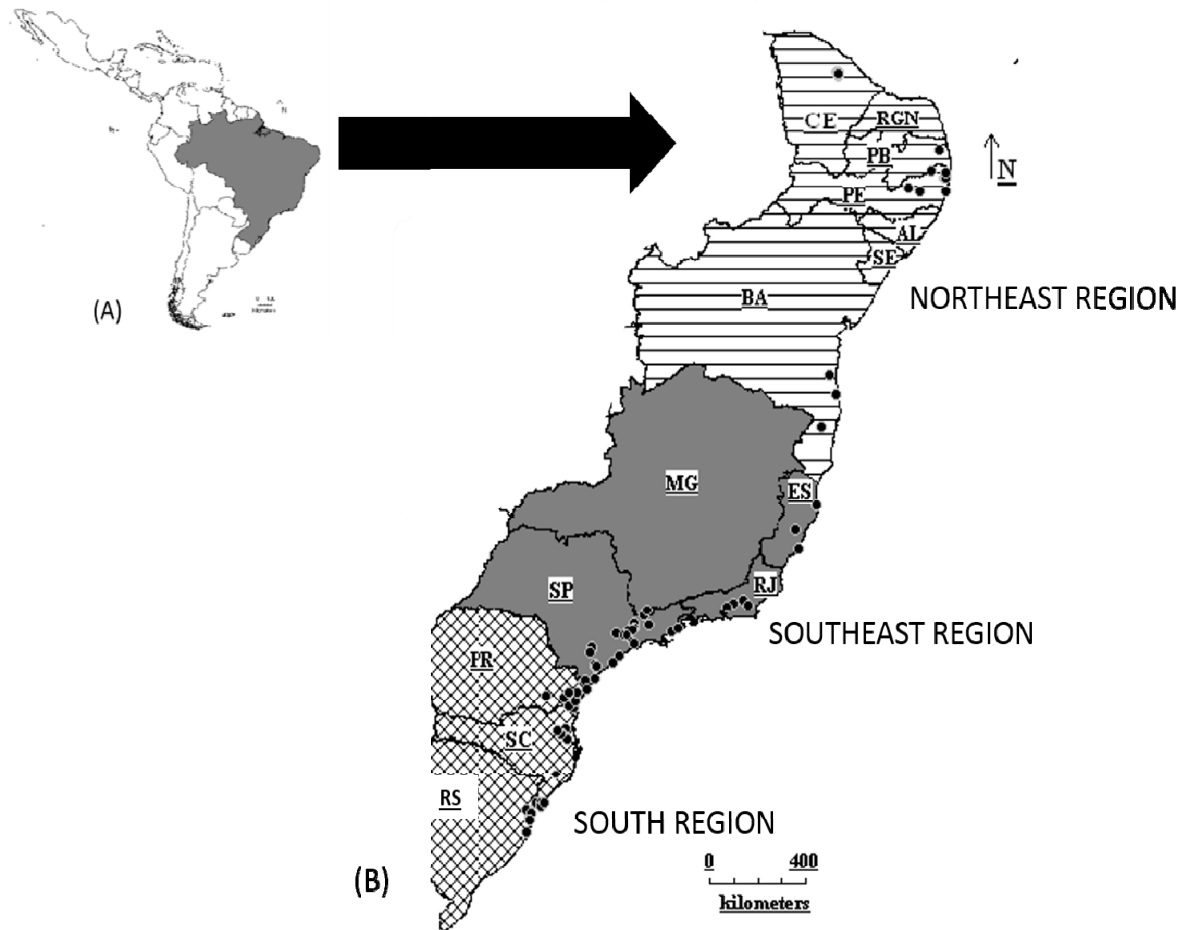 (A)
CE
RGN
PB
PE
AL
SE
BA
N
NORTHEAST REGION
MG
ES
SP
RJ
SOUTHEAST REGION
PR
SC
RS
SOUTH REGION
(B)
0 400
kilometers